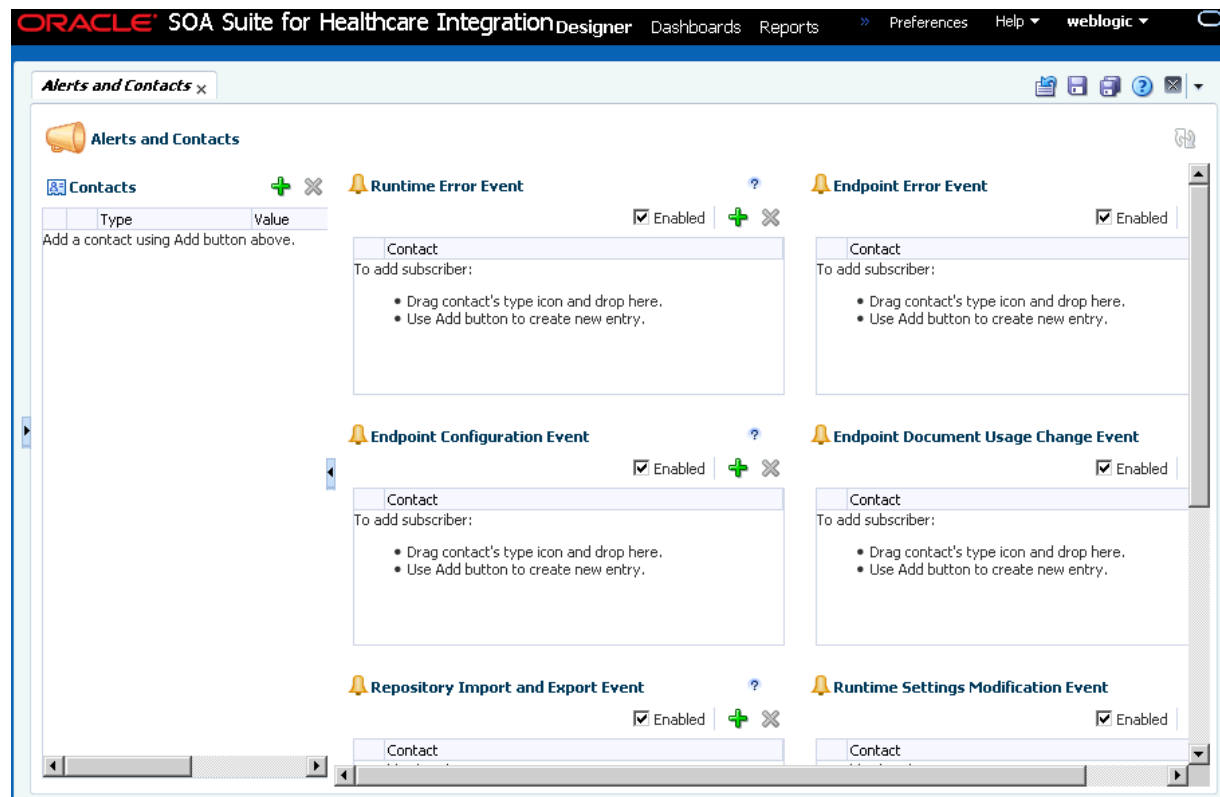 ORACLE® SOA Suite for Healthcare Integration Designer Dashboards Reports » Preferences Help weblogic
Alerts and Contacts x
Alerts and Contacts
Contacts
Type Value
Add a contact using Add button above.
Runtime Error Event ?
Enabled
Contact
To add subscriber:
• Drag contact's type icon and drop here.
• Use Add button to create new entry.
Endpoint Error Event
Enabled
Contact
To add subscriber:
• Drag contact's type icon and drop here.
• Use Add button to create new entry.
Endpoint Configuration Event ?
Enabled
Contact
To add subscriber:
• Drag contact's type icon and drop here.
• Use Add button to create new entry.
Endpoint Document Usage Change Event
Enabled
Contact
To add subscriber:
• Drag contact's type icon and drop here.
• Use Add button to create new entry.
Repository Import and Export Event ?
Enabled
Contact
Runtime Settings Modification Event
Enabled
Contact